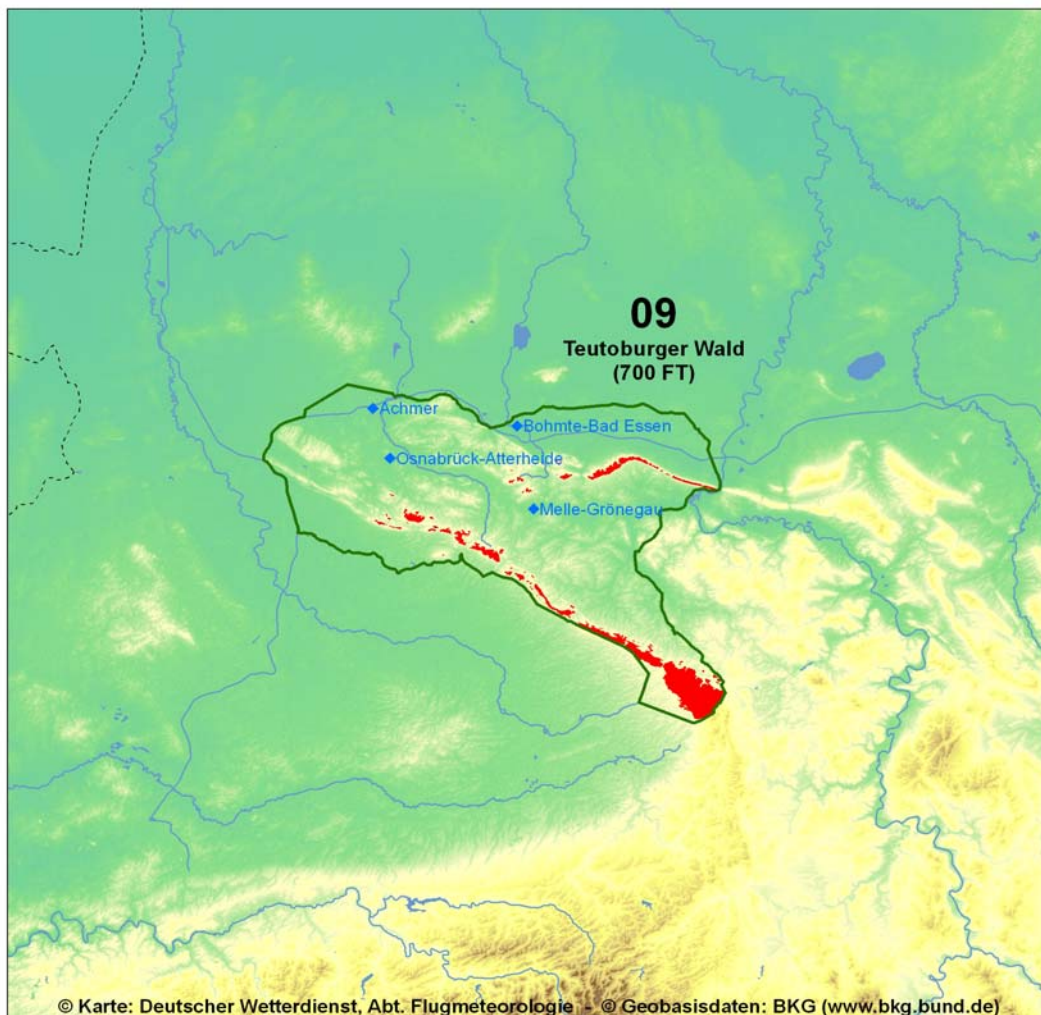 09
Teutoburger Wald
(700 FT)
Achmer
Bohmte-Bad Essen
Osnabrück-Atterheide
Melle-Grönegau
© Karte: Deutscher Wetterdienst, Abt. Flugmeteorologie - © Geobasisdaten: BKG (www.bkg.bund.de)